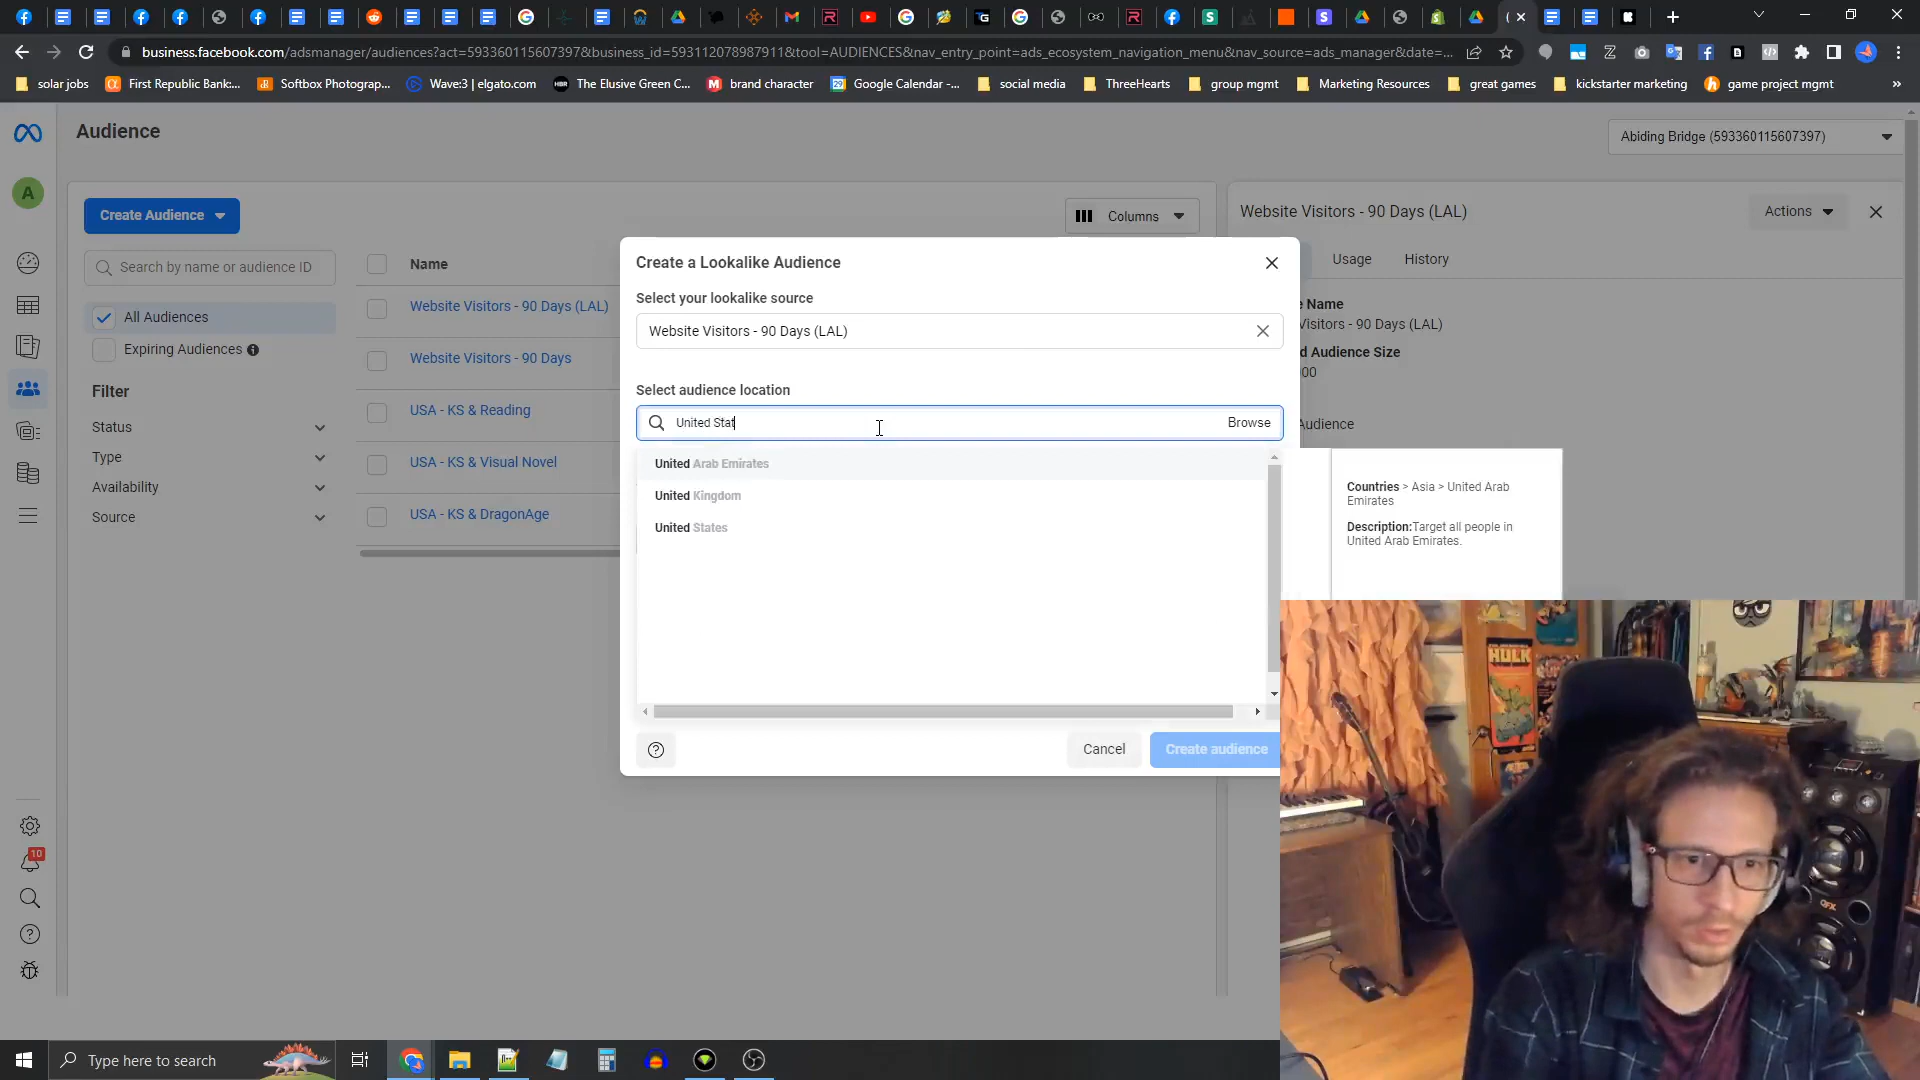 business.facebook.com/adsmanager/audiences?act=593360115607397&business_id=593112078987911&tool=AUDIENCES&nav_entry_point=ads_ecosystem_navigation_menu&nav_source=ads_manager&date=...
solar jobs
First Republic Bank:...
Softbox Photograp...
Wave:3 | elgato.com
The Elusive Green C...
brand character
Google Calendar -...
social media
ThreeHearts
group mgmt
Marketing Resources
great games
kickstarter marketing
game project mgmt
Audience
Abiding Bridge (593360115607397)
A
Create Audience
Columns
Website Visitors - 90 Days (LAL)
Actions
Search by name or audience ID
Name
Usage
History
All Audiences
Expiring Audiences
Filter
Status
Type
Availability
Source
Website Visitors - 90 Days (LAL)
Website Visitors - 90 Days
USA - KS & Reading
USA - KS & Visual Novel
USA - KS & DragonAge
Create a Lookalike Audience
Select your lookalike source
Website Visitors - 90 Days (LAL)
Select audience location
United Stat
Browse
United Arab Emirates
United Kingdom
United States
Cancel
Create audience
Name
Visitors - 90 Days (LAL)
d Audience Size
00
Audience
Countries > Asia > United Arab
Emirates
Description:Target all people in
United Arab Emirates.
10
Type here to search
HULK
QFX